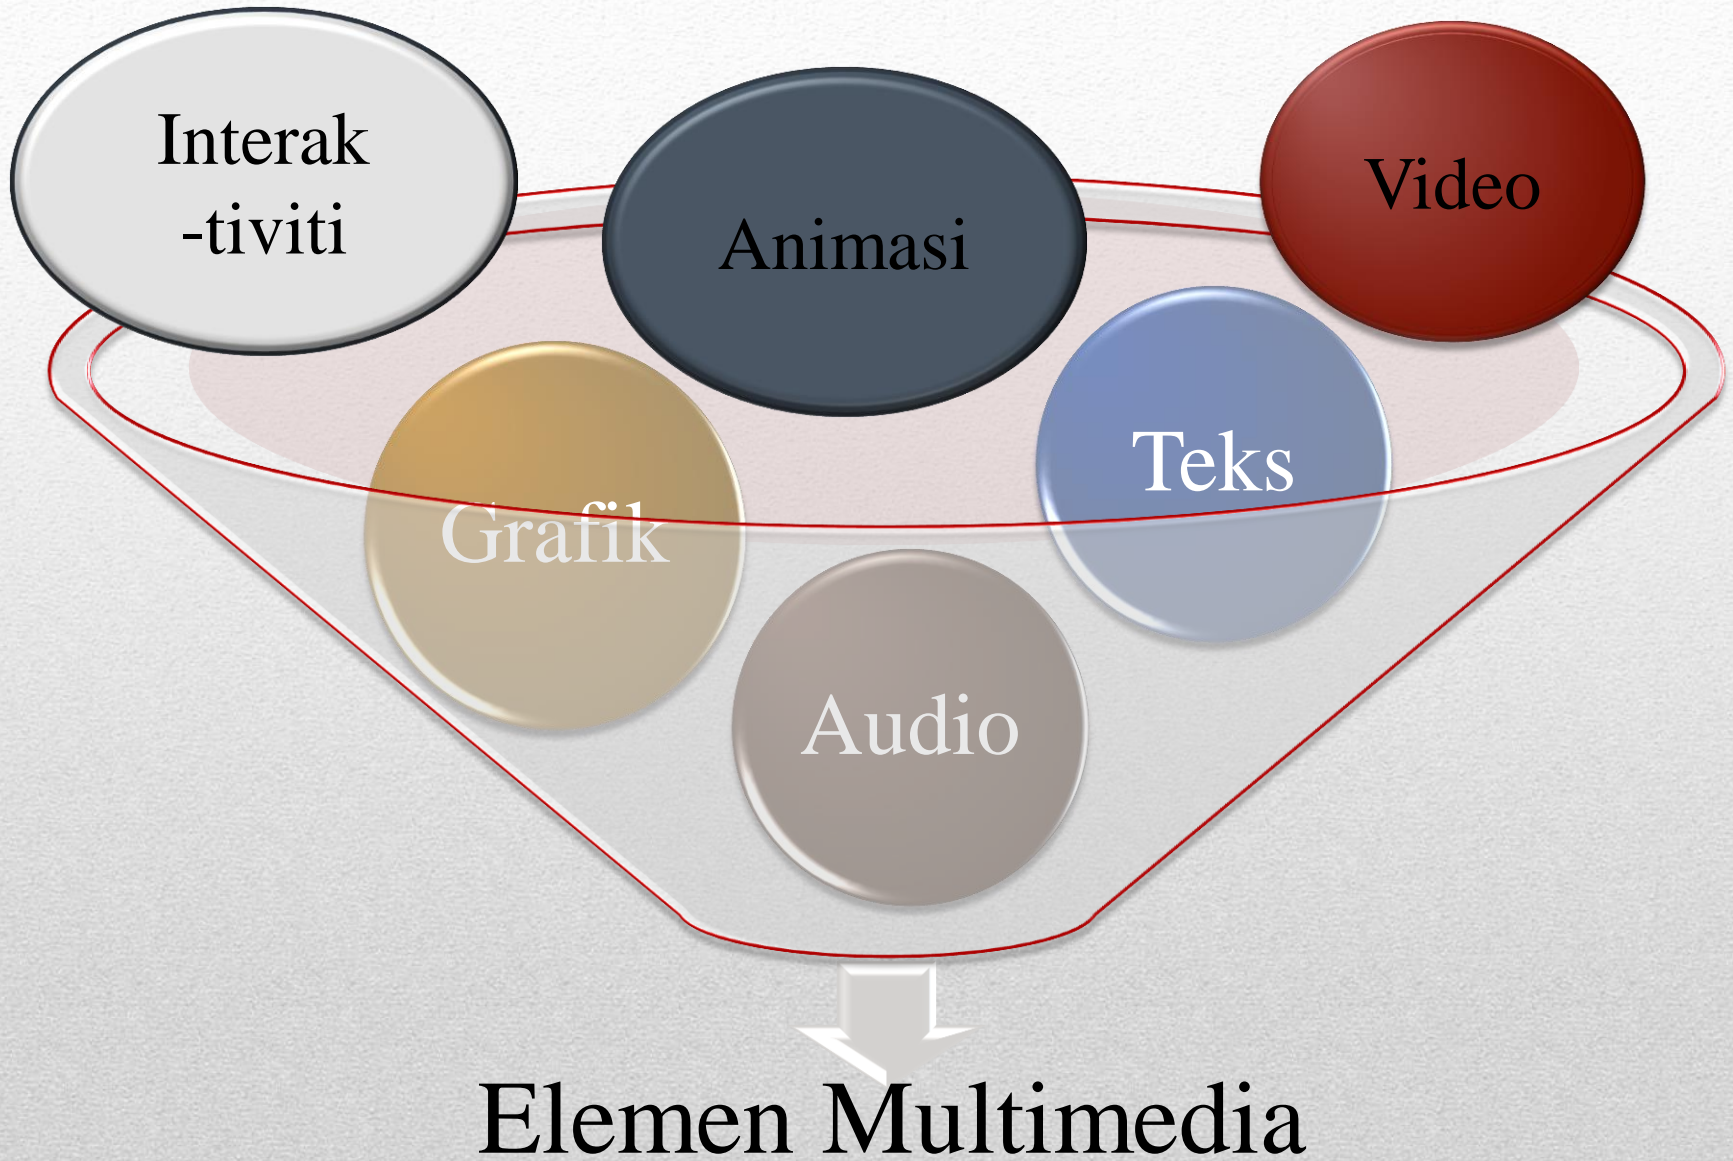 Interak
-tiviti
Animasi
Video
Teks
Grafik
Audio
Elemen Multimedia